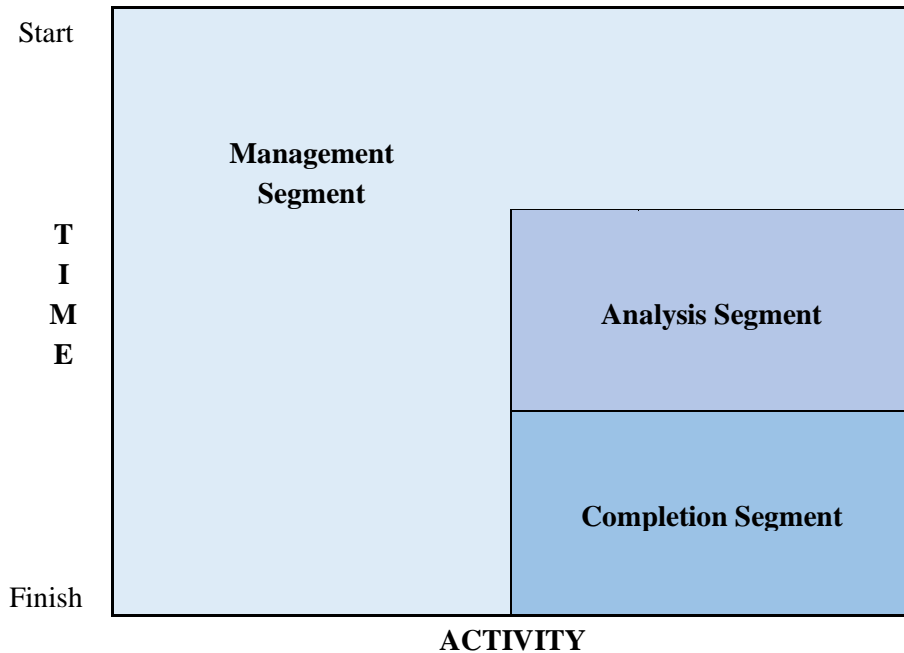 Start
Management
Segment
T
I
M
E
Analysis Segment
Completion Segment
Finish
ACTIVITY